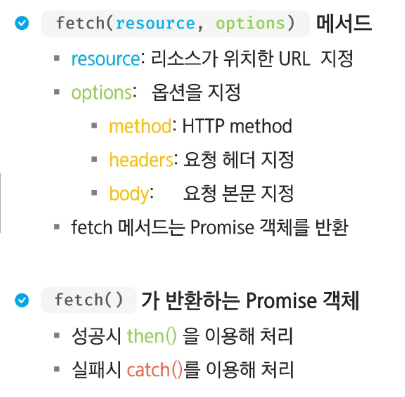 fetch(resource, options) 메서드
resource: 리소스가 위치한 URL 지정
options: 옵션을 지정
method: HTTP method
headers: 요청 헤더 지정
body: 요청 본문 지정
fetch 메서드는 Promise 객체를 반환
fetch() 가 반환하는 Promise 객체
성공시 then() 을 이용해 처리
실패시 catch()를 이용해 처리